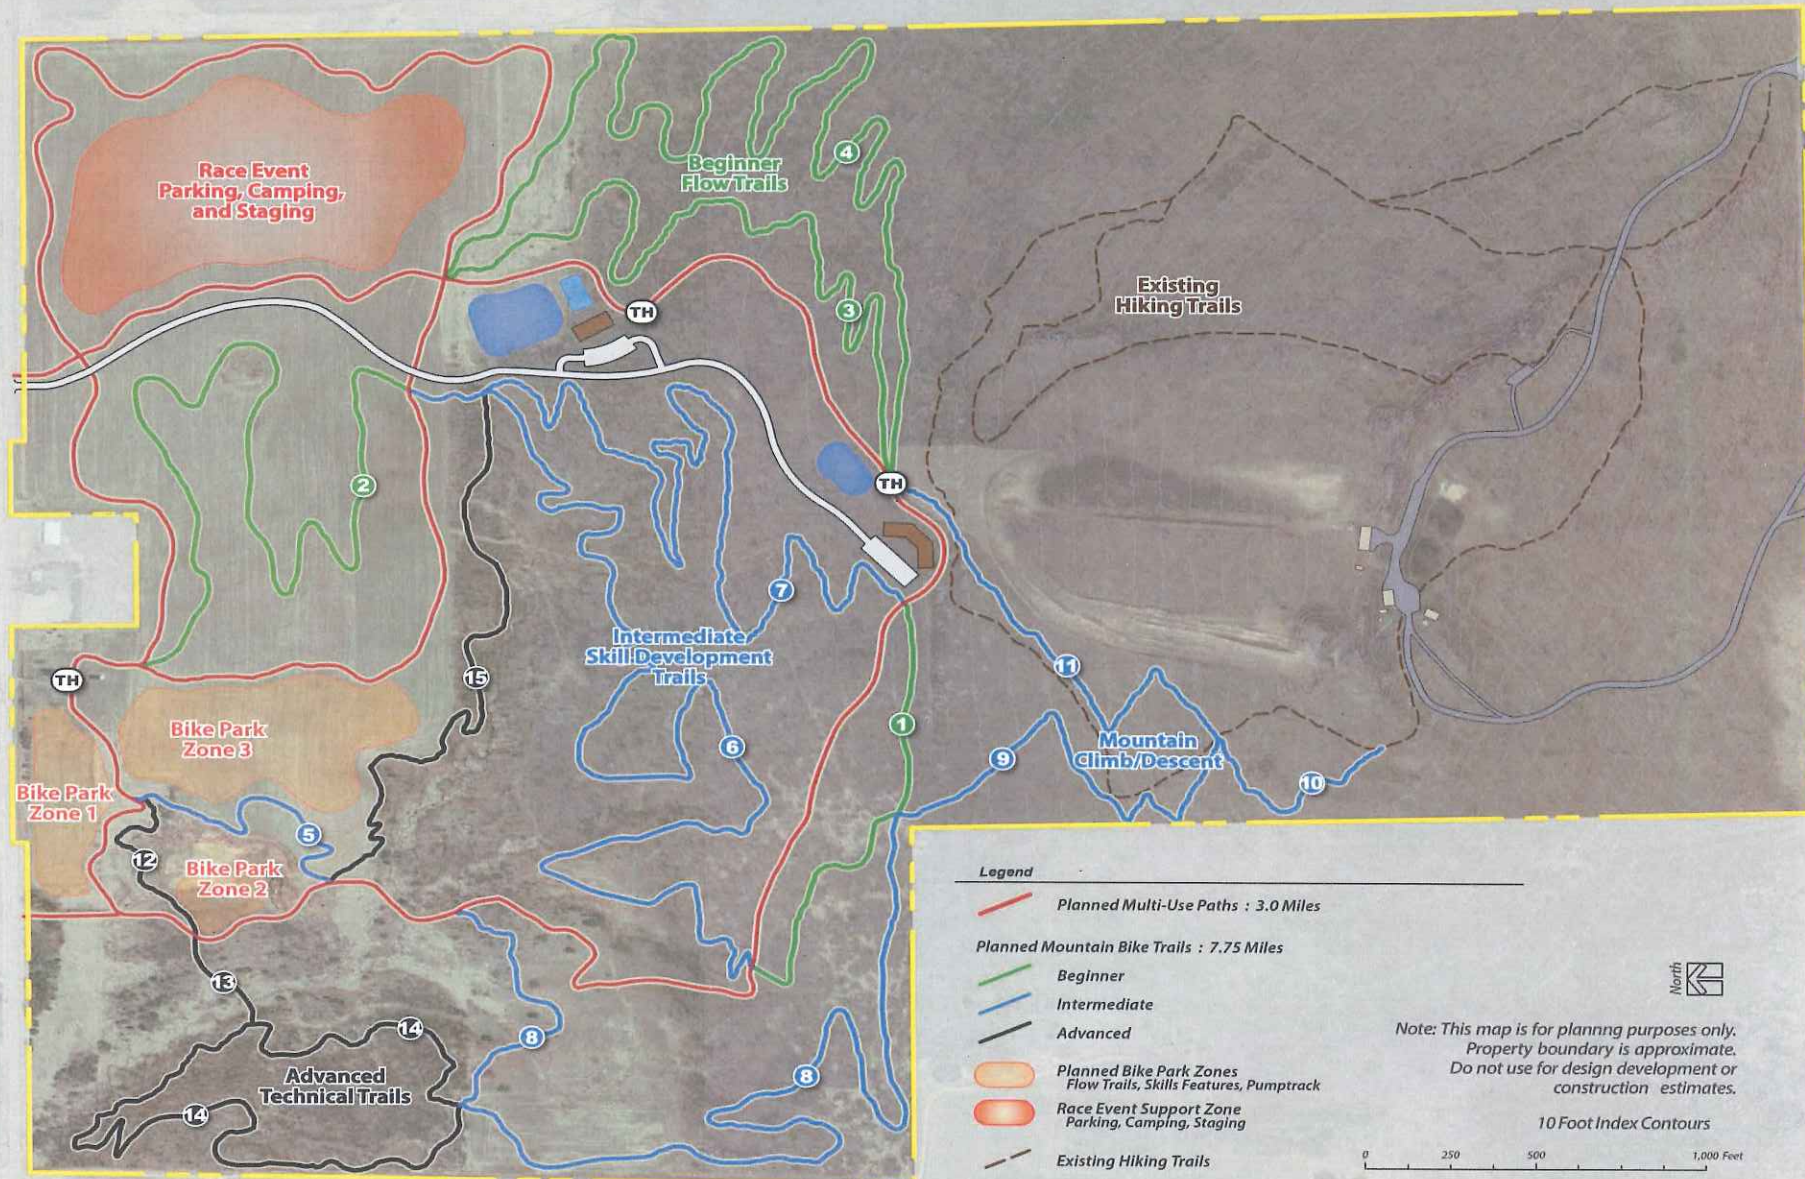 Race Event
Parking, Camping,
and Staging
Beginner
Flow Trails
4
Existing
Hiking Trails
TH
3
2
TH
7
Intermediate
Skill Development
Trails
11
TH
15
1
Bike Park
Zone 3
6
9
Mountain
Climb/Descent
10
Bike Park
Zone 1
5
12
Bike Park
Zone 2
13
14
8
Advanced
Technical Trails
8
14
Legend
Planned Multi-Use Paths : 3.0 Miles
Planned Mountain Bike Trails : 7.75 Miles
Beginner
Intermediate
Advanced
Planned Bike Park Zones
Flow Trails, Skills Features, Pumptrack
Race Event Support Zone
Parking, Camping, Staging
Existing Hiking Trails
North
Note: This map is for plannng purposes only.
Property boundary is approximate.
Do not use for design development or
construction estimates.
10 Foot Index Contours
0 250 500 1,000 Feet